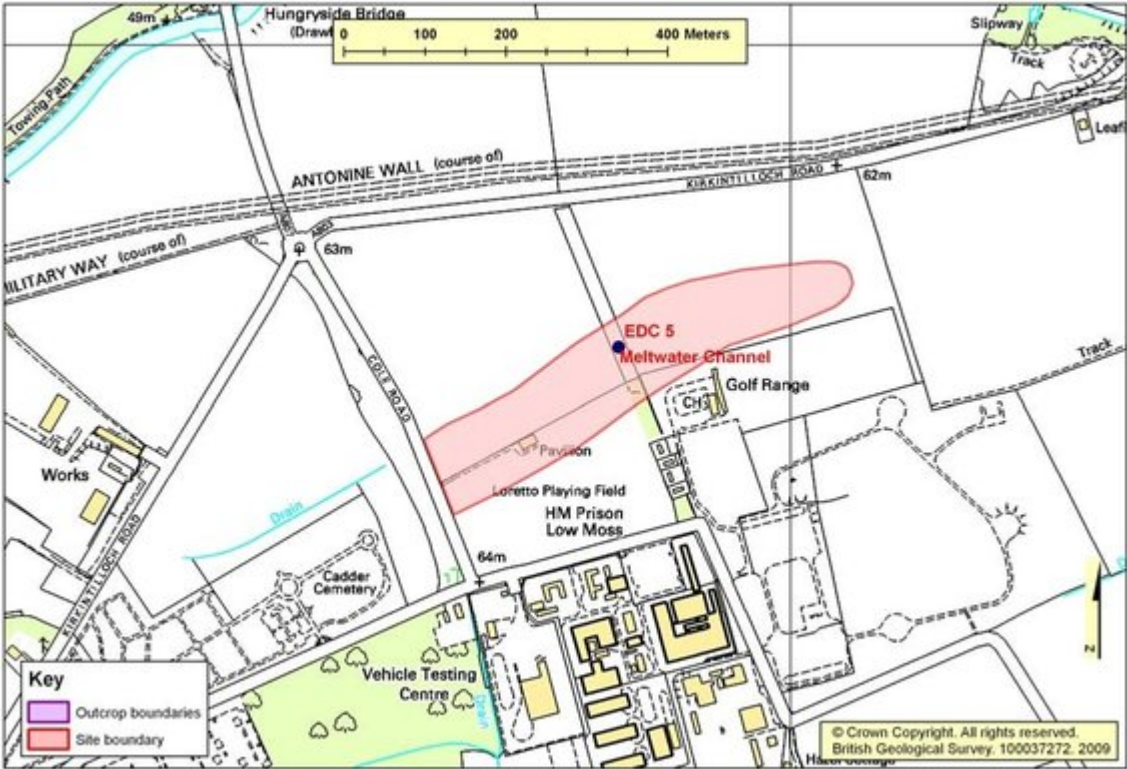 49m
Hungryside Bridge
0 100 200 400 Meters
Slipway
Track
Towing Path
ANTONINE WALL (course of)
KIRKINTILLOCH ROAD
62m
A803
63m
MILITARY WAY (course of)
COLE ROAD
EDC 5
Meltwater Channel
Track
Golf Range
CH
Works
Pavilion
Loretto Playing Field
HM Prison
Low Moss
Drain
64m
Cadder
Cemetery
KIRKINTILLOCH ROAD
Vehicle Testing
Centre
Drain
N
Key
Outcrop boundaries
Site boundary
© Crown Copyright. All rights reserved.
British Geological Survey. 100037272. 2009